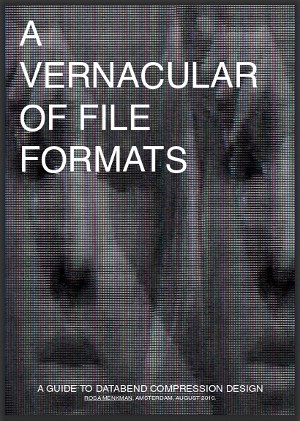 A
VERNACULAR
OF FILE
FORMATS
A GUIDE TO DATABEND COMPRESSION DESIGN
ROSA MENKMAN, AMSTERDAM, AUGUST 2010.